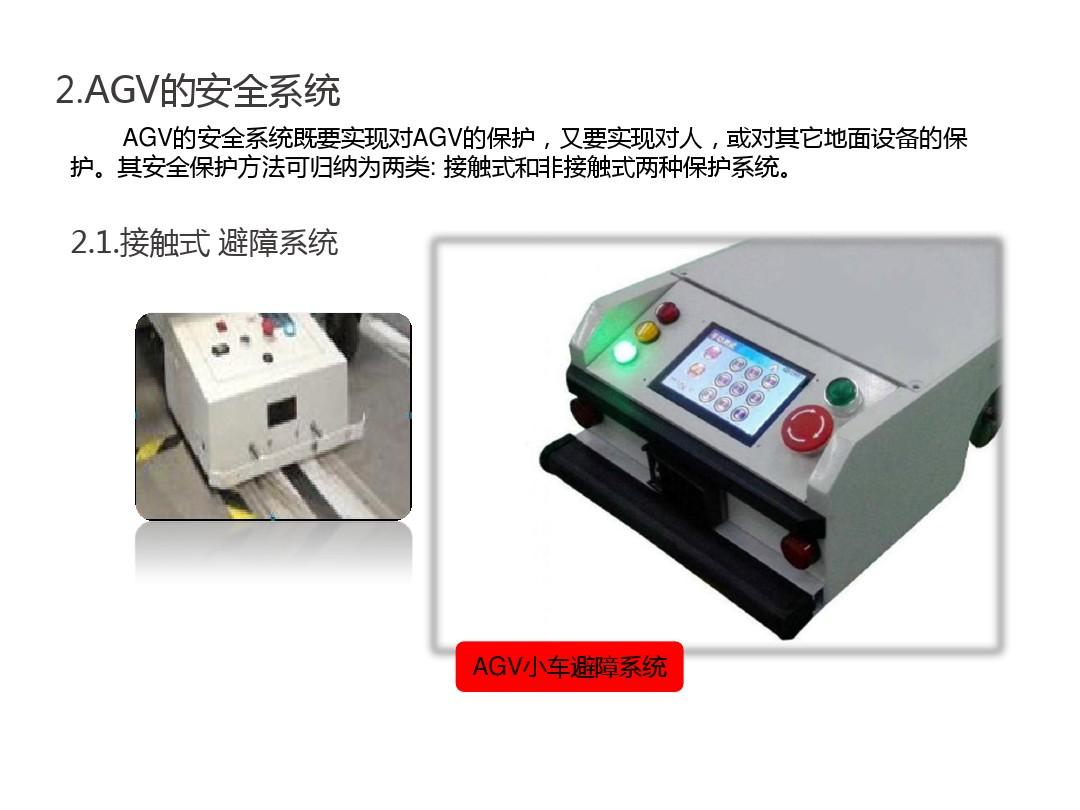 2.AGV的安全系统
AGV的安全系统既要实现对AGV的保护，又要实现对人，或对其它地面设备的保
护。其安全保护方法可归纳为两类: 接触式和非接触式两种保护系统。
2.1.接触式 避障系统
AGV小车避障系统